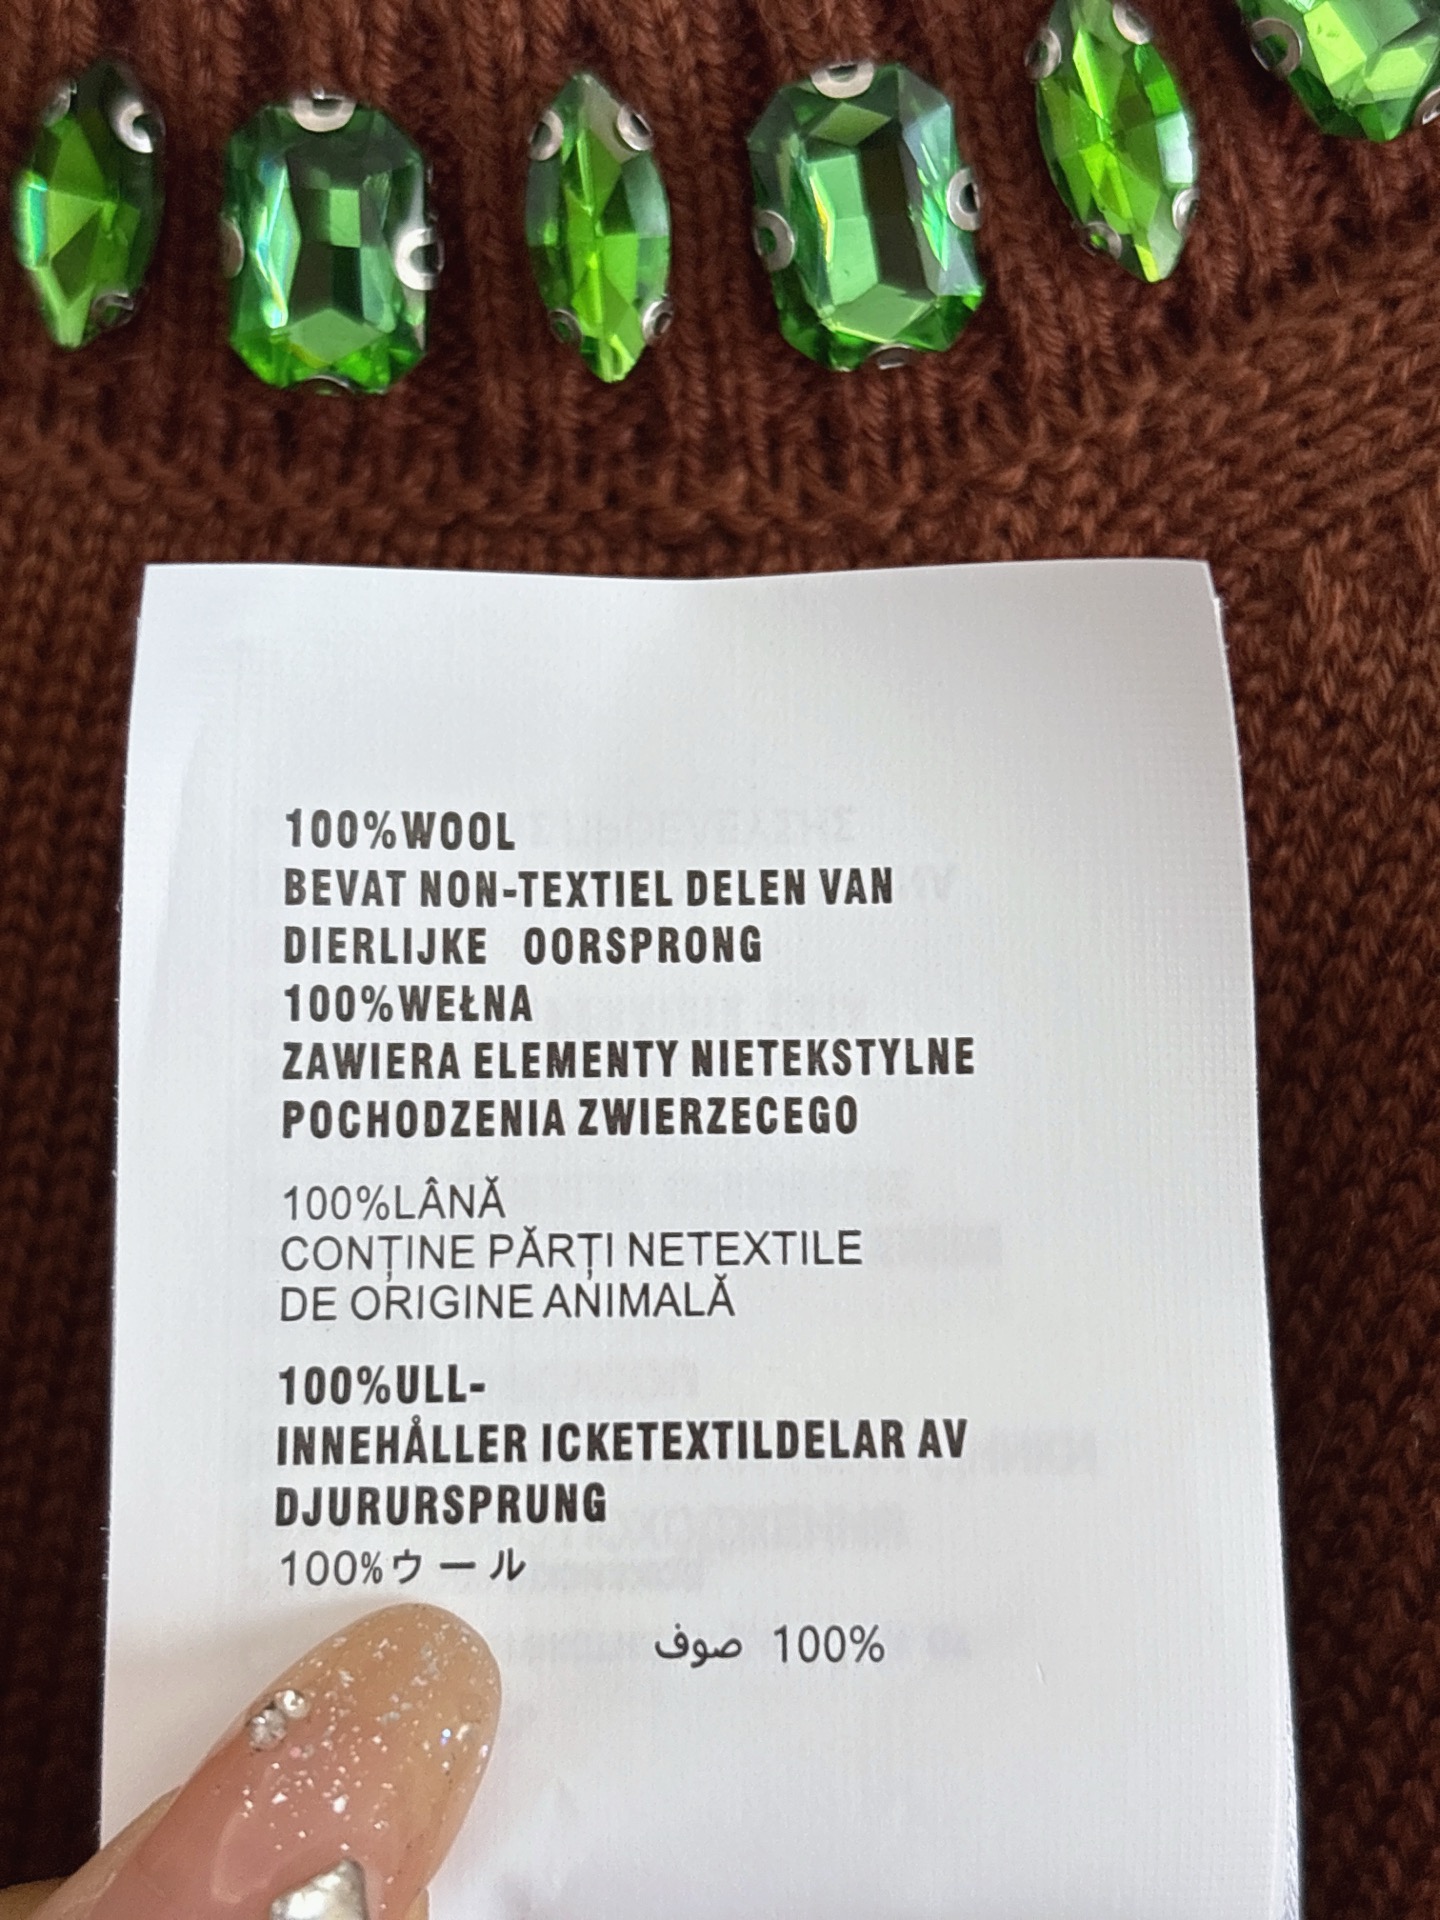 100%WOOL
BEVAT NON-TEXTIEL DELEN VAN
DIERLIJKE OORSPRONG
100%WEŁNA
ZAWIERA ELEMENTY NIETEKSTYLNE
POCHODZENIA ZWIERZECEGO
100%LÂNĂ
CONȚINE PĂRȚI NETEXTILE
DE ORIGINE ANIMALĂ
100%ULL-
INNEHÅLLER ICKETEXTILDELAR AV
DJURURSPRUNG
100%ウール
100% صوف